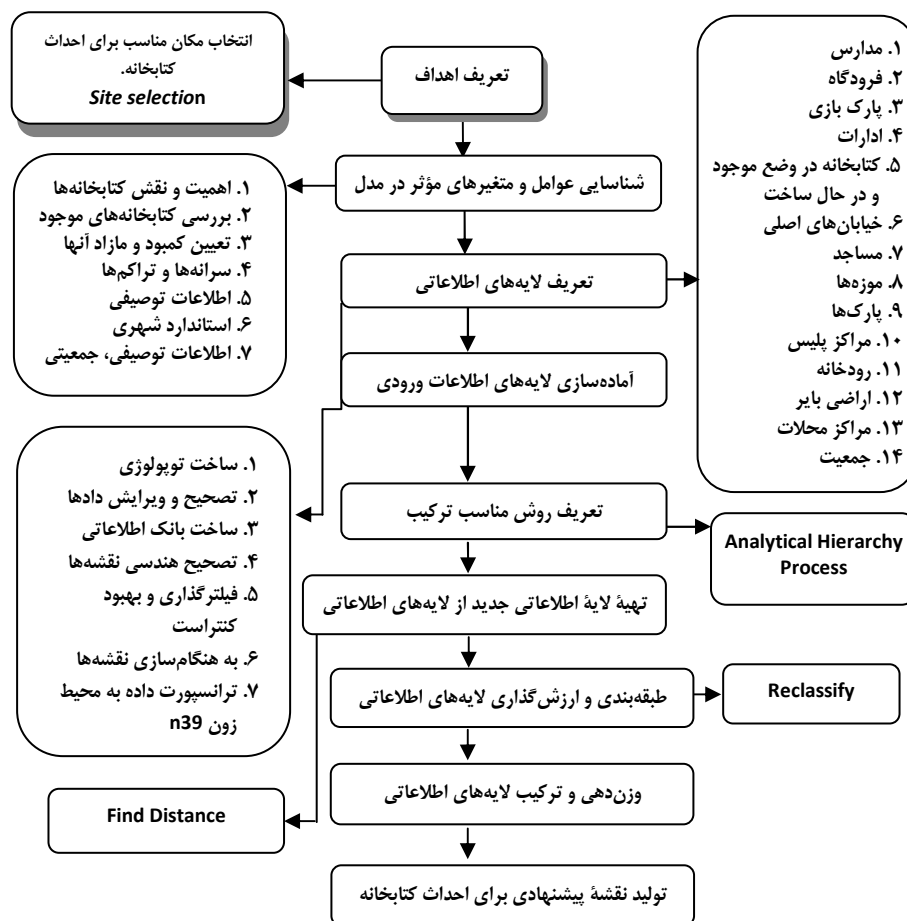 انتخاب مکان مناسب برای احداث
کتابخانه.
Site selection
تعریف اهداف
۱. مدارس
۲. فرودگاه
۳. پارک بازی
۴. ادارات
۵. کتابخانه در وضع موجود
و در حال ساخت
۶. خیابان‌های اصلی
۷. مساجد
۸. موزه‌ها
۹. پارک‌ها
۱۰. مراکز پلیس
۱۱. رودخانه
۱۲. اراضی بایر
۱۳. مراکز محلات
۱۴. جمعیت
شناسایی عوامل و متغیرهای مؤثر در مدل
۱. اهمیت و نقش کتابخانه‌ها
۲. بررسی کتابخانه‌های موجود
۳. تعیین کمبود و مازاد آنها
۴. سرانه‌ها و تراکم‌ها
۵. اطلاعات توصیفی
۶. استاندارد شهری
۷. اطلاعات توصیفی، جمعیتی
تعریف لایه‌های اطلاعاتی
آماده‌سازی لایه‌های اطلاعات ورودی
۱. ساخت توپولوژی
۲. تصحیح و ویرایش دادها
۳. ساخت بانک اطلاعاتی
۴. تصحیح هندسی نقشه‌ها
۵. فیلترگذاری و بهبود
کنتراست
۶. به هنگام‌سازی نقشه‌ها
۷. ترانسپورت داده به محیط
زون n39
تعریف روش مناسب ترکیب
Analytical Hierarchy
Process
تهیۀ لایۀ اطلاعاتی جدید از لایه‌های اطلاعاتی
طبقه‌بندی و ارزش‌گذاری لایه‌های اطلاعاتی
Reclassify
وزن‌دهی و ترکیب لایه‌های اطلاعاتی
Find Distance
تولید نقشۀ پیشنهادی برای احداث کتابخانه